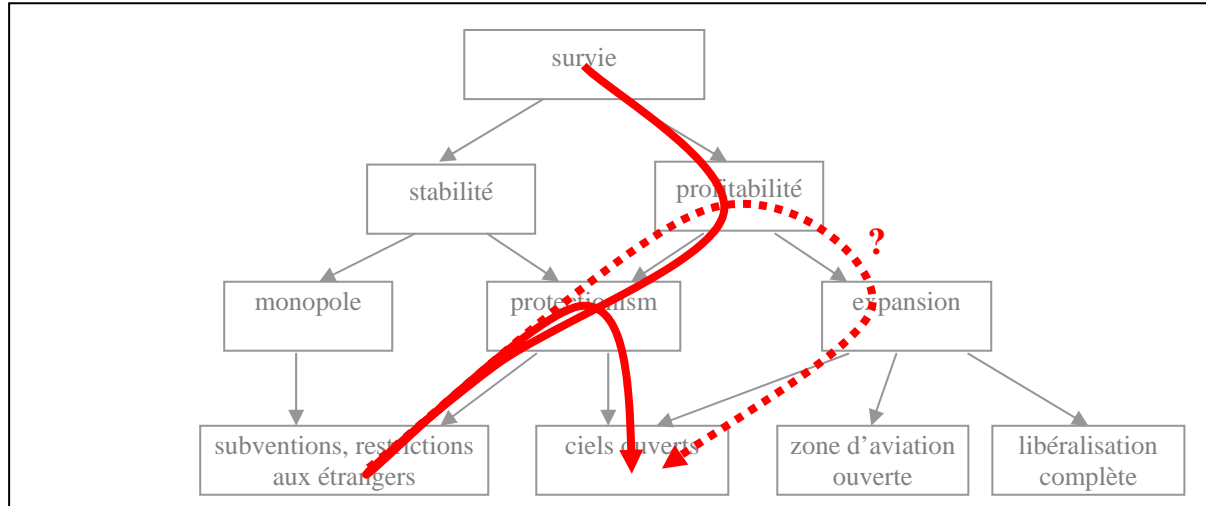 survie
stabilité
profitabilité
?
monopole
protectionism
expansion
subventions, restrictions
aux étrangers
ciels ouverts
zone d'aviation
ouverte
libéralisation
complète